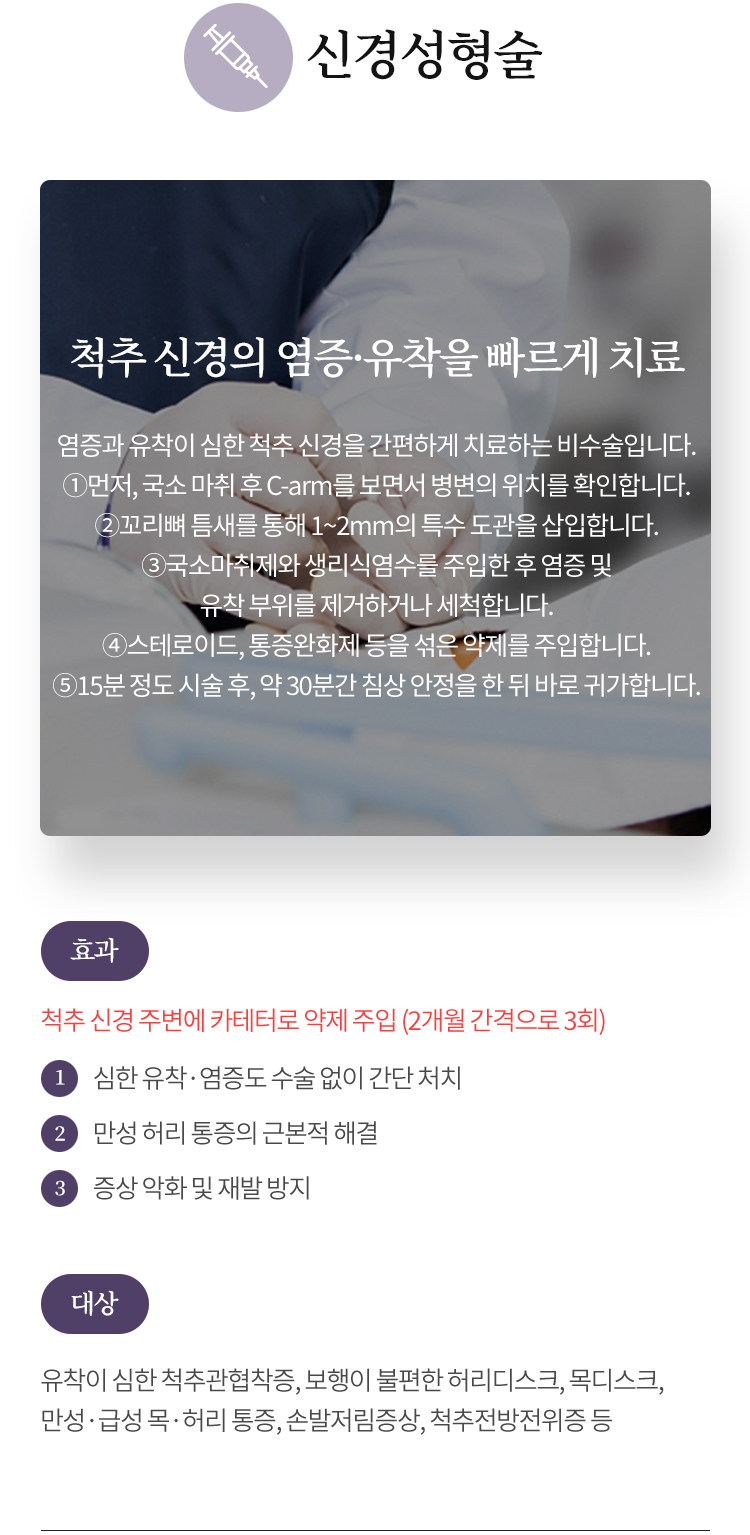 신경성형술
척추 신경의 염증·유착을 빠르게 치료
염증과 유착이 심한 척추 신경을 간편하게 치료하는 비수술입니다.
①먼저, 국소 마취 후 C-arm를 보면서 병변의 위치를 확인합니다.
②꼬리뼈 틈새를 통해 1~2mm의 특수 도관을 삽입합니다.
③국소마취제와 생리식염수를 주입한 후 염증 및
유착 부위를 제거하거나 세척합니다.
④스테로이드, 통증완화제 등을 섞은 약제를 주입합니다.
⑤15분 정도 시술 후, 약 30분간 침상 안정을 한 뒤 바로 귀가합니다.
효과
척추 신경 주변에 카테터로 약제 주입 (2개월 간격으로 3회)
1 심한 유착·염증도 수술 없이 간단 처치
2 만성 허리 통증의 근본적 해결
3 증상 악화 및 재발 방지
대상
유착이 심한 척추관협착증, 보행이 불편한 허리디스크, 목디스크,
만성·급성 목·허리 통증, 손발저림증상, 척추전방전위증 등